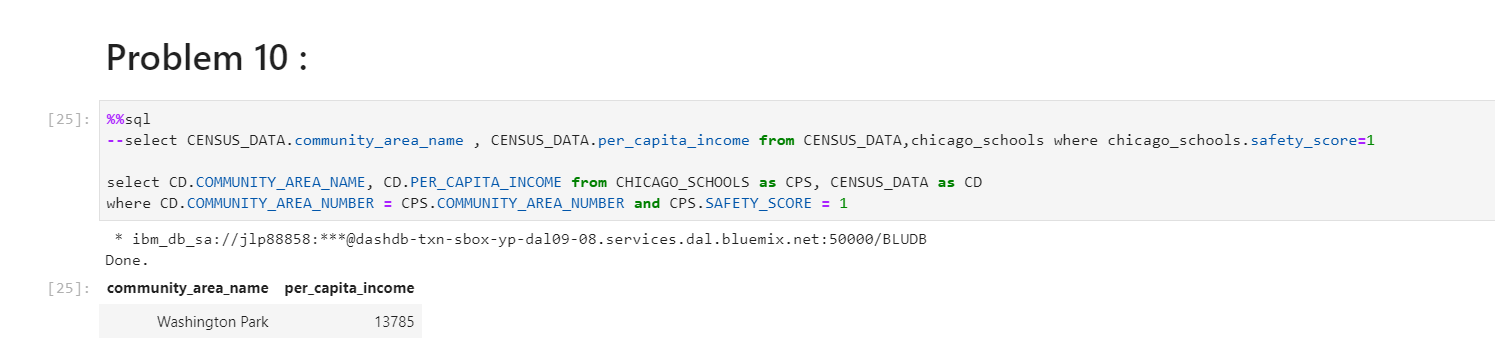 Problem 10 :
[25]:
%%sql
--select CENSUS_DATA.community_area_name , CENSUS_DATA.per_capita_income from CENSUS_DATA,chicago_schools where chicago_schools.safety_score=1
select CD.COMMUNITY_AREA_NAME, CD.PER_CAPITA_INCOME from CHICAGO_SCHOOLS as CPS, CENSUS_DATA as CD
where CD.COMMUNITY_AREA_NUMBER = CPS.COMMUNITY_AREA_NUMBER and CPS.SAFETY_SCORE = 1
* ibm_db_sa://jlp88858:***@dashdb-txn-sbox-yp-dal09-08.services.dal.bluemix.net:50000/BLUDB
Done.
[25]:
community_area_name per_capita_income
Washington Park 13785